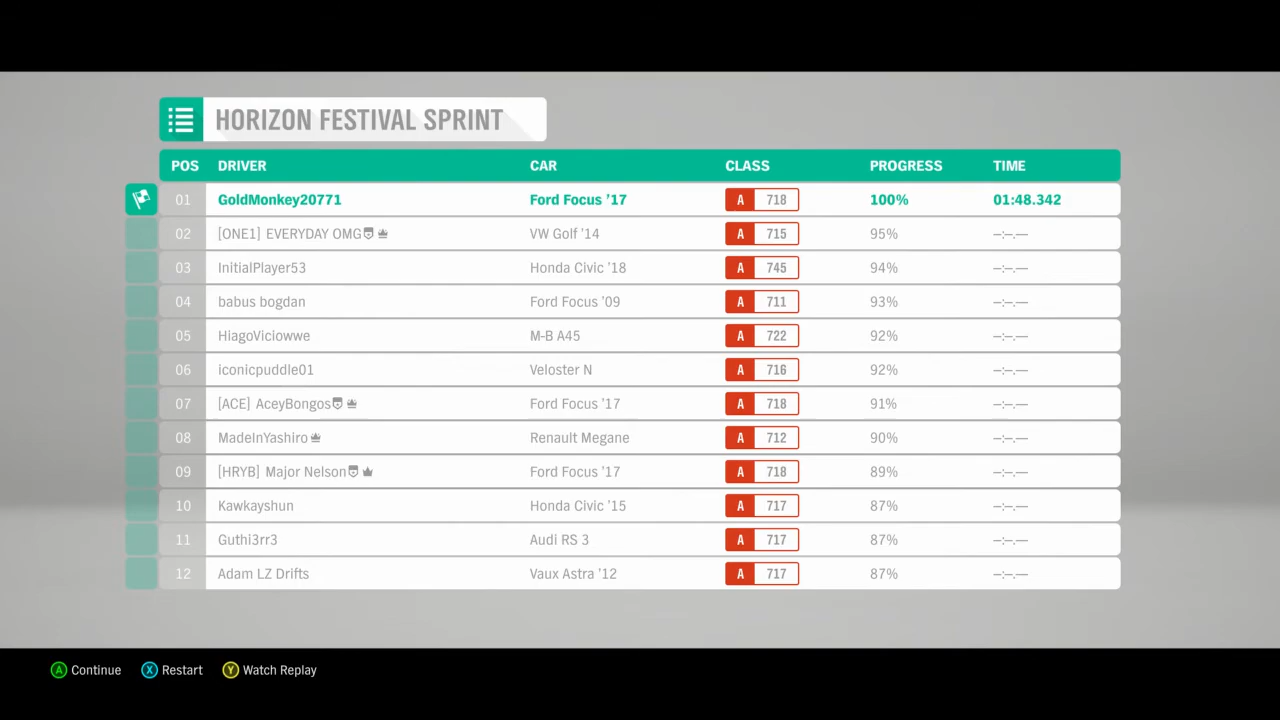 HORIZON FESTIVAL SPRINT
POS DRIVER CAR CLASS PROGRESS TIME
01 GoldMonkey20771 Ford Focus '17 A 718 100% 01:48.342
02 [ONE1] EVERYDAY OMG VW Golf '14 A 715 95% --:--.---
03 InitialPlayer53 Honda Civic '18 A 745 94% --:--.---
04 babus bogdan Ford Focus '09 A 711 93% --:--.---
05 HiagoViciowwe M-B A45 A 722 92% --:--.---
06 iconicpuddle01 Veloster N A 716 92% --:--.---
07 [ACE] AceyBongos Ford Focus '17 A 718 91% --:--.---
08 MadeInYashiro Renault Megane A 712 90% --:--.---
09 [HRYB] Major Nelson Ford Focus '17 A 718 89% --:--.---
10 Kawkayshun Honda Civic '15 A 717 87% --:--.---
11 Guthi3rr3 Audi RS 3 A 717 87% --:--.---
12 Adam LZ Drifts Vaux Astra '12 A 717 87% --:--.---
A Continue X Restart Y Watch Replay